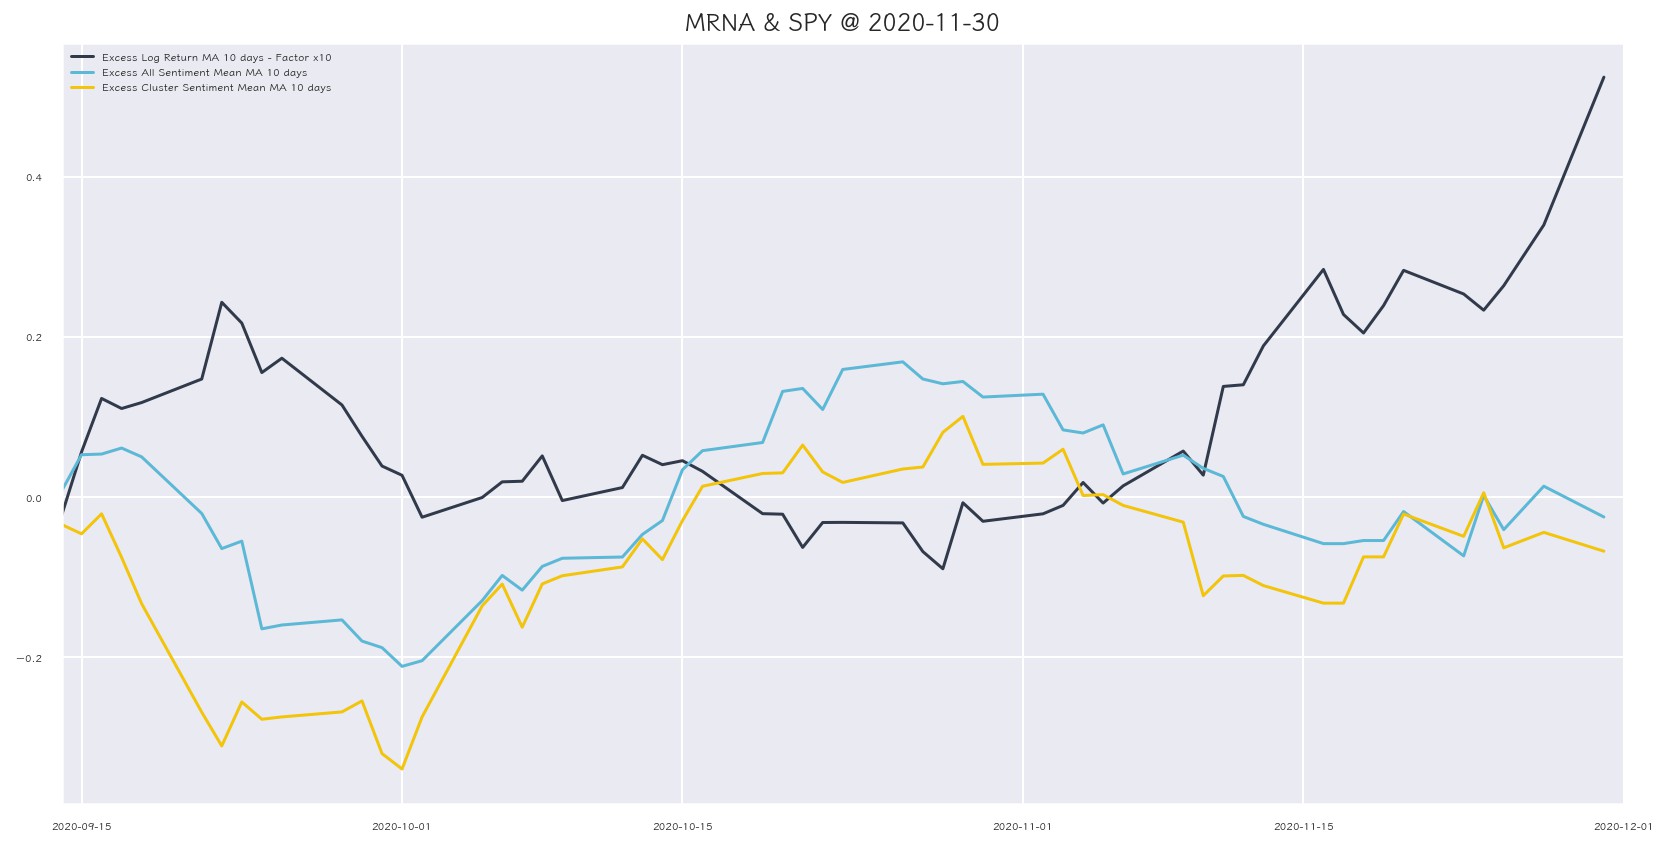 MRNA & SPY @ 2020-11-30
Excess Log Return MA 10 days - Factor x10
Excess All Sentiment Mean MA 10 days
Excess Cluster Sentiment Mean MA 10 days
0.4
0.2
0.0
−0.2
2020-09-15 2020-10-01 2020-10-15 2020-11-01 2020-11-15 2020-12-01